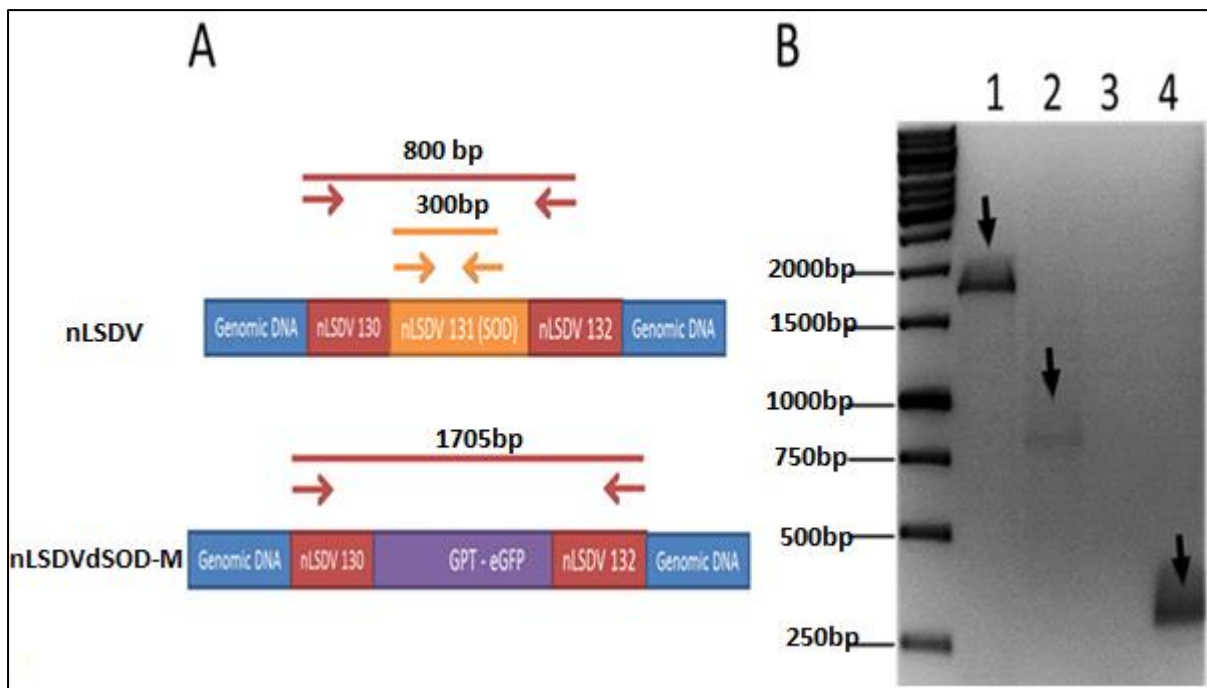 A
800 bp
300bp
nLSDV
Genomic DNA nLSDV 130 nLSDV 131 (SOD) nLSDV 132 Genomic DNA
1705bp
nLSDVdSOD-M
Genomic DNA nLSDV 130 GPT - eGFP nLSDV 132 Genomic DNA
B
1 2 3 4
2000bp
1500bp
1000bp
750bp
500bp
250bp